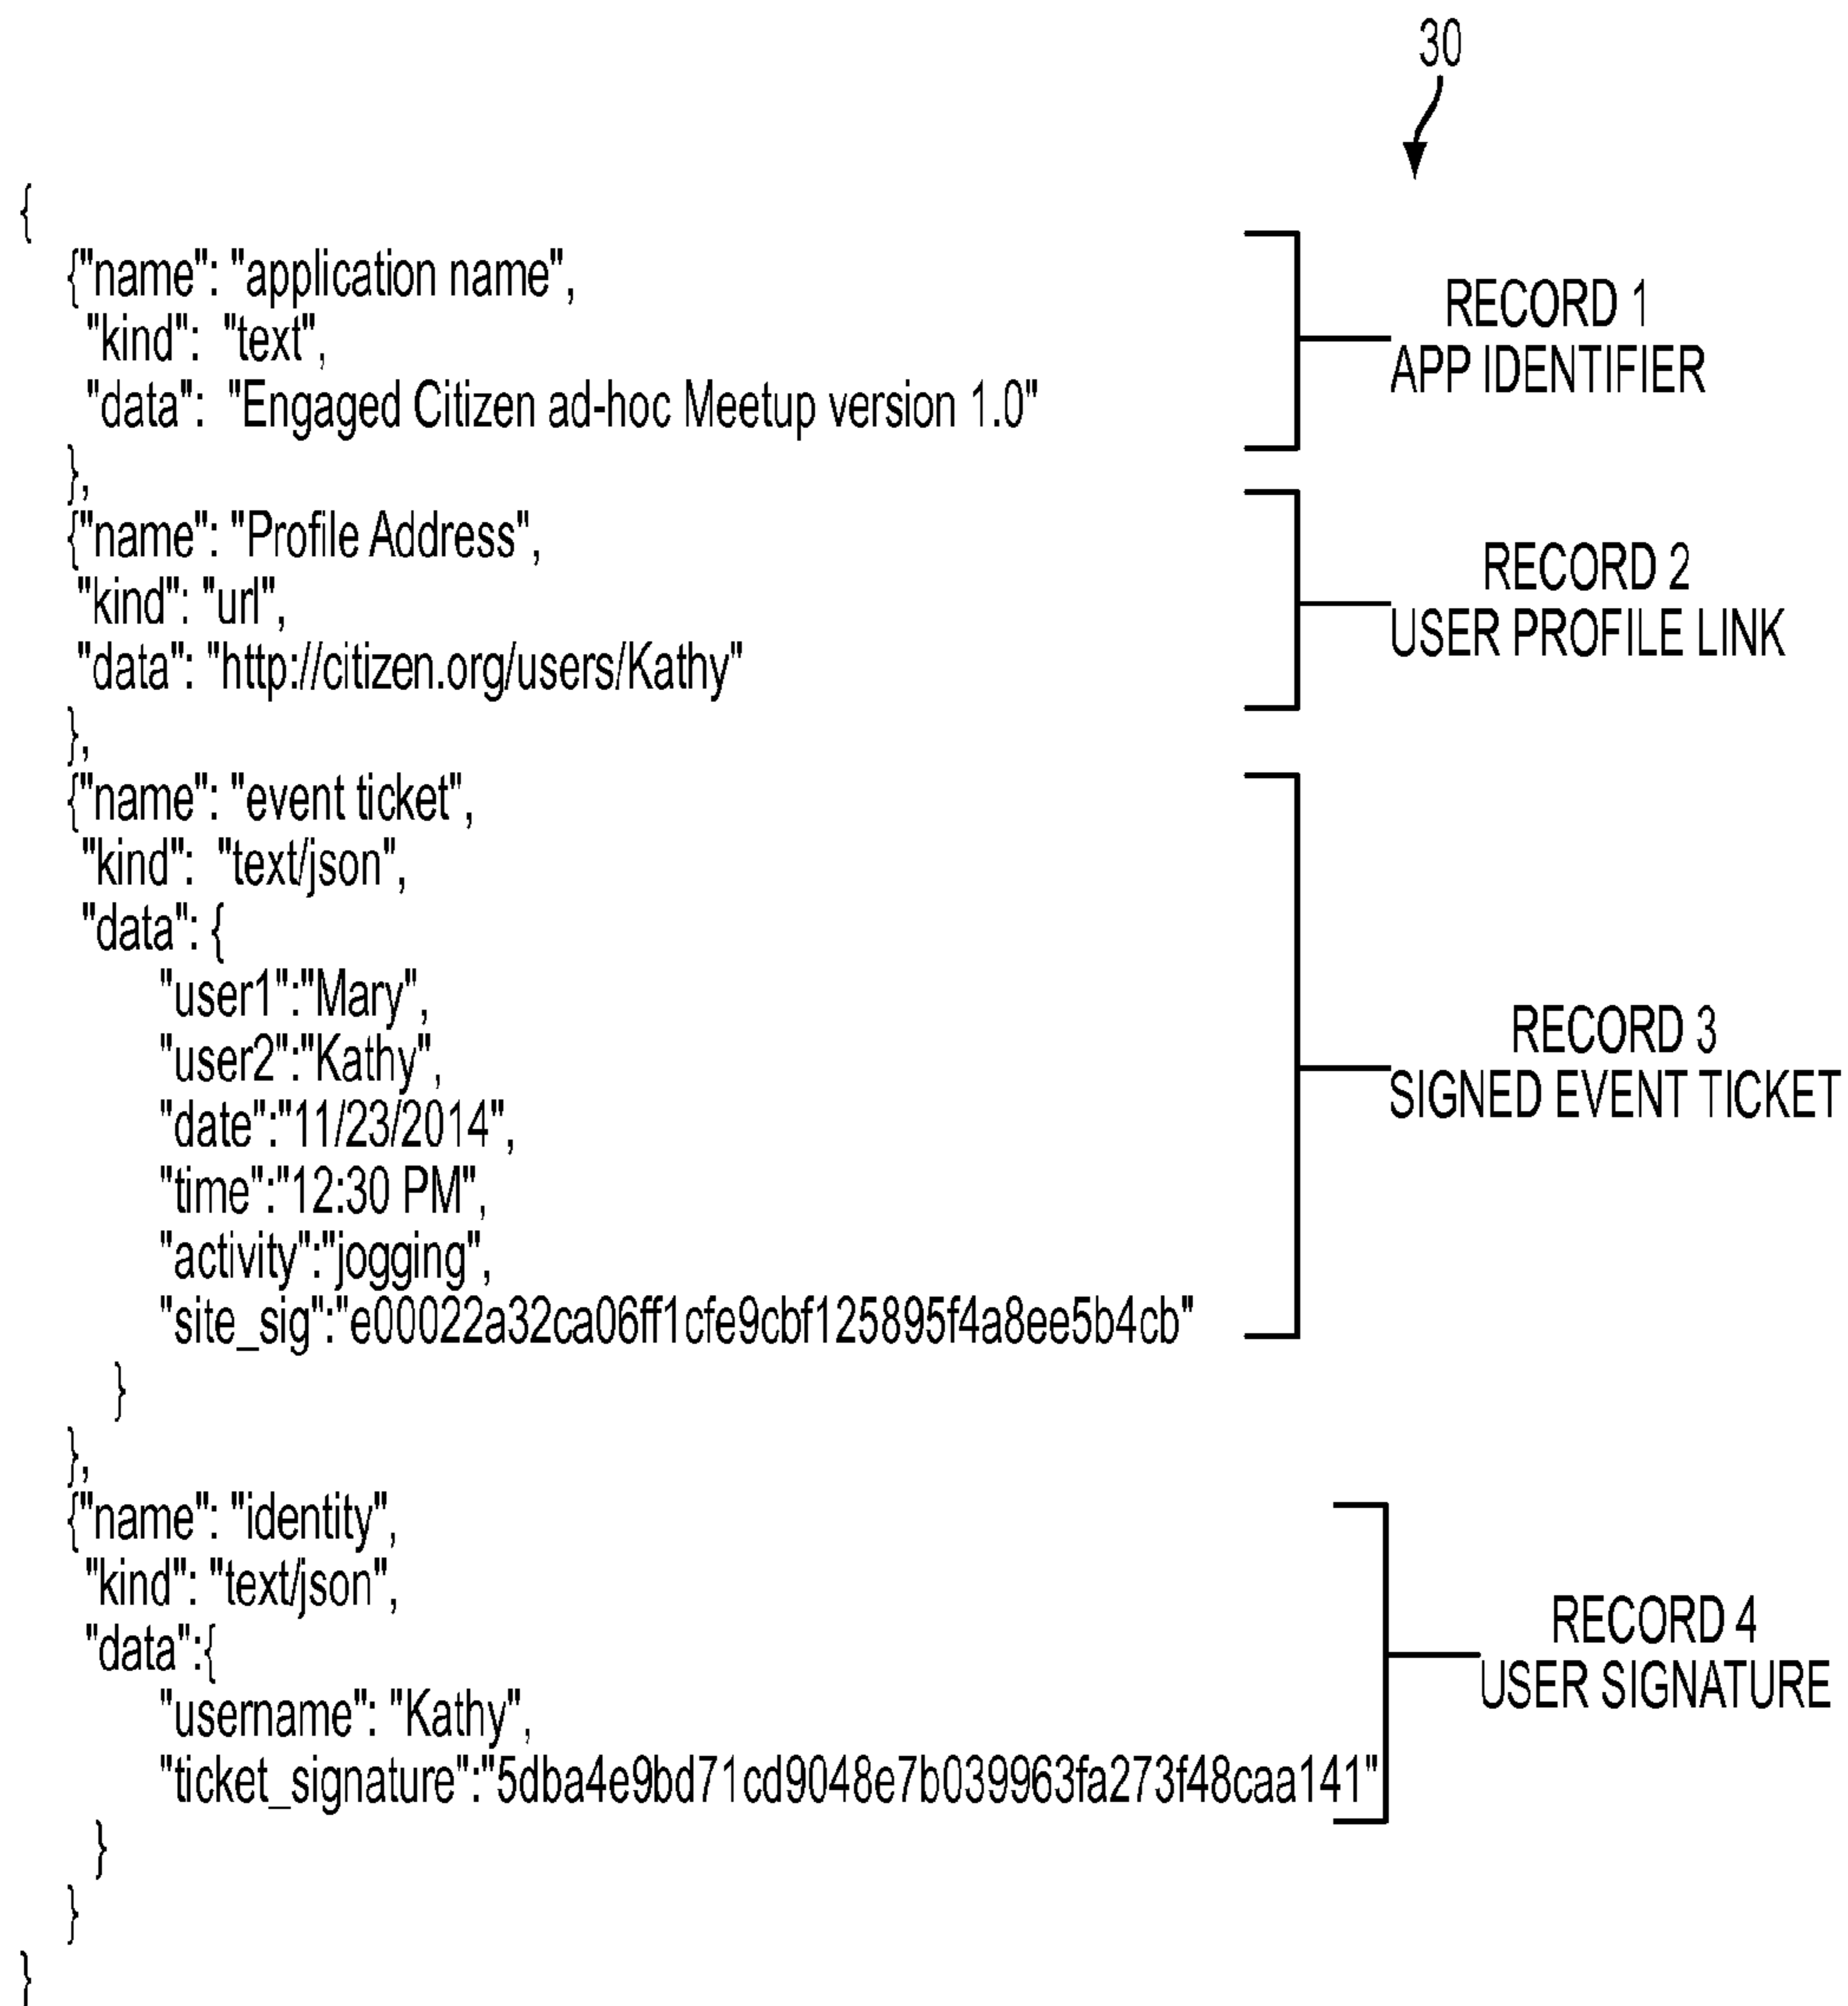 30
{
{"name": "application name",
"kind": "text",
"data": "Engaged Citizen ad-hoc Meetup version 1.0"
},
RECORD 1
APP IDENTIFIER
{"name": "Profile Address",
"kind": "url",
"data": "http://citizen.org/users/Kathy"
},
RECORD 2
USER PROFILE LINK
{"name": "event ticket",
"kind": "text/json",
"data": {
"user1":"Mary",
"user2":"Kathy",
"date":"11/23/2014",
"time":"12:30 PM",
"activity":"jogging",
"site_sig":"e00022a32ca06ff1cfe9cbf125895f4a8ee5b4cb"
}
},
RECORD 3
SIGNED EVENT TICKET
{"name": "identity",
"kind": "text/json",
"data":{
"username": "Kathy",
"ticket_signature":"5dba4e9bd71cd9048e7b039963fa273f48caa141"
}
}
RECORD 4
USER SIGNATURE
}